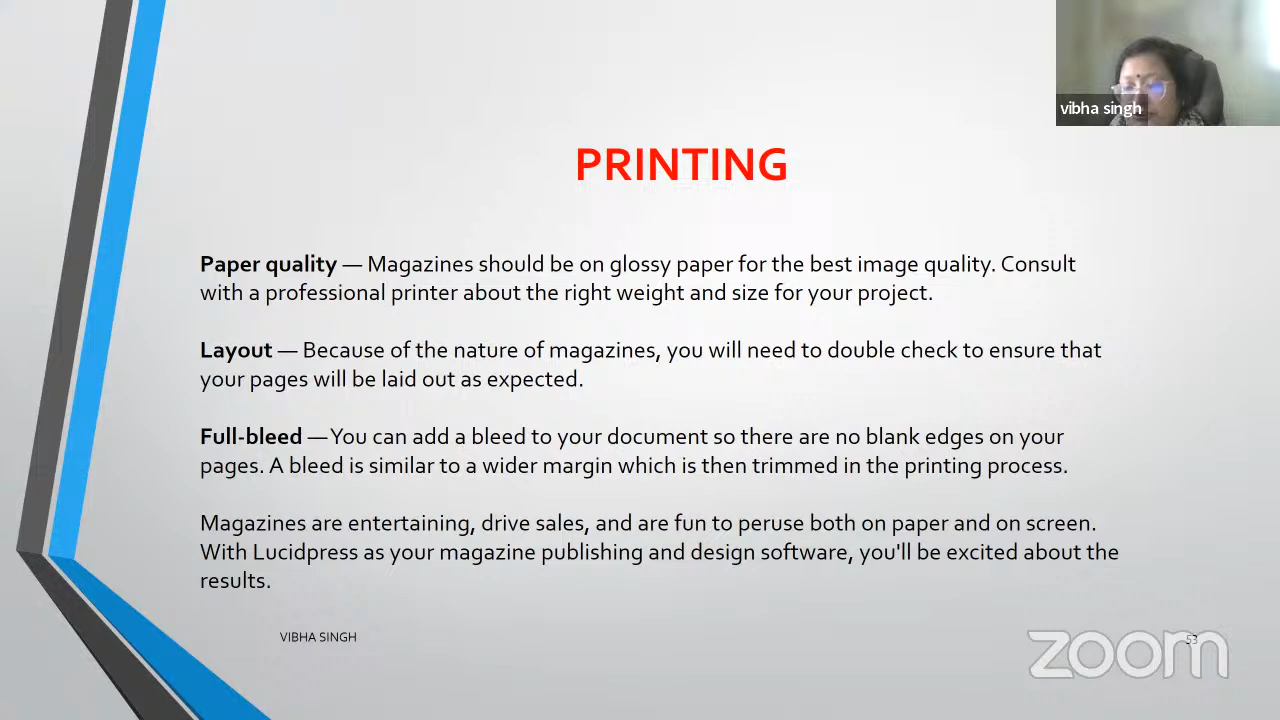 vibha singh
PRINTING
Paper quality — Magazines should be on glossy paper for the best image quality. Consult
with a professional printer about the right weight and size for your project.
Layout — Because of the nature of magazines, you will need to double check to ensure that
your pages will be laid out as expected.
Full-bleed —You can add a bleed to your document so there are no blank edges on your
pages. A bleed is similar to a wider margin which is then trimmed in the printing process.
Magazines are entertaining, drive sales, and are fun to peruse both on paper and on screen.
With Lucidpress as your magazine publishing and design software, you'll be excited about the
results.
VIBHA SINGH
53
zoom